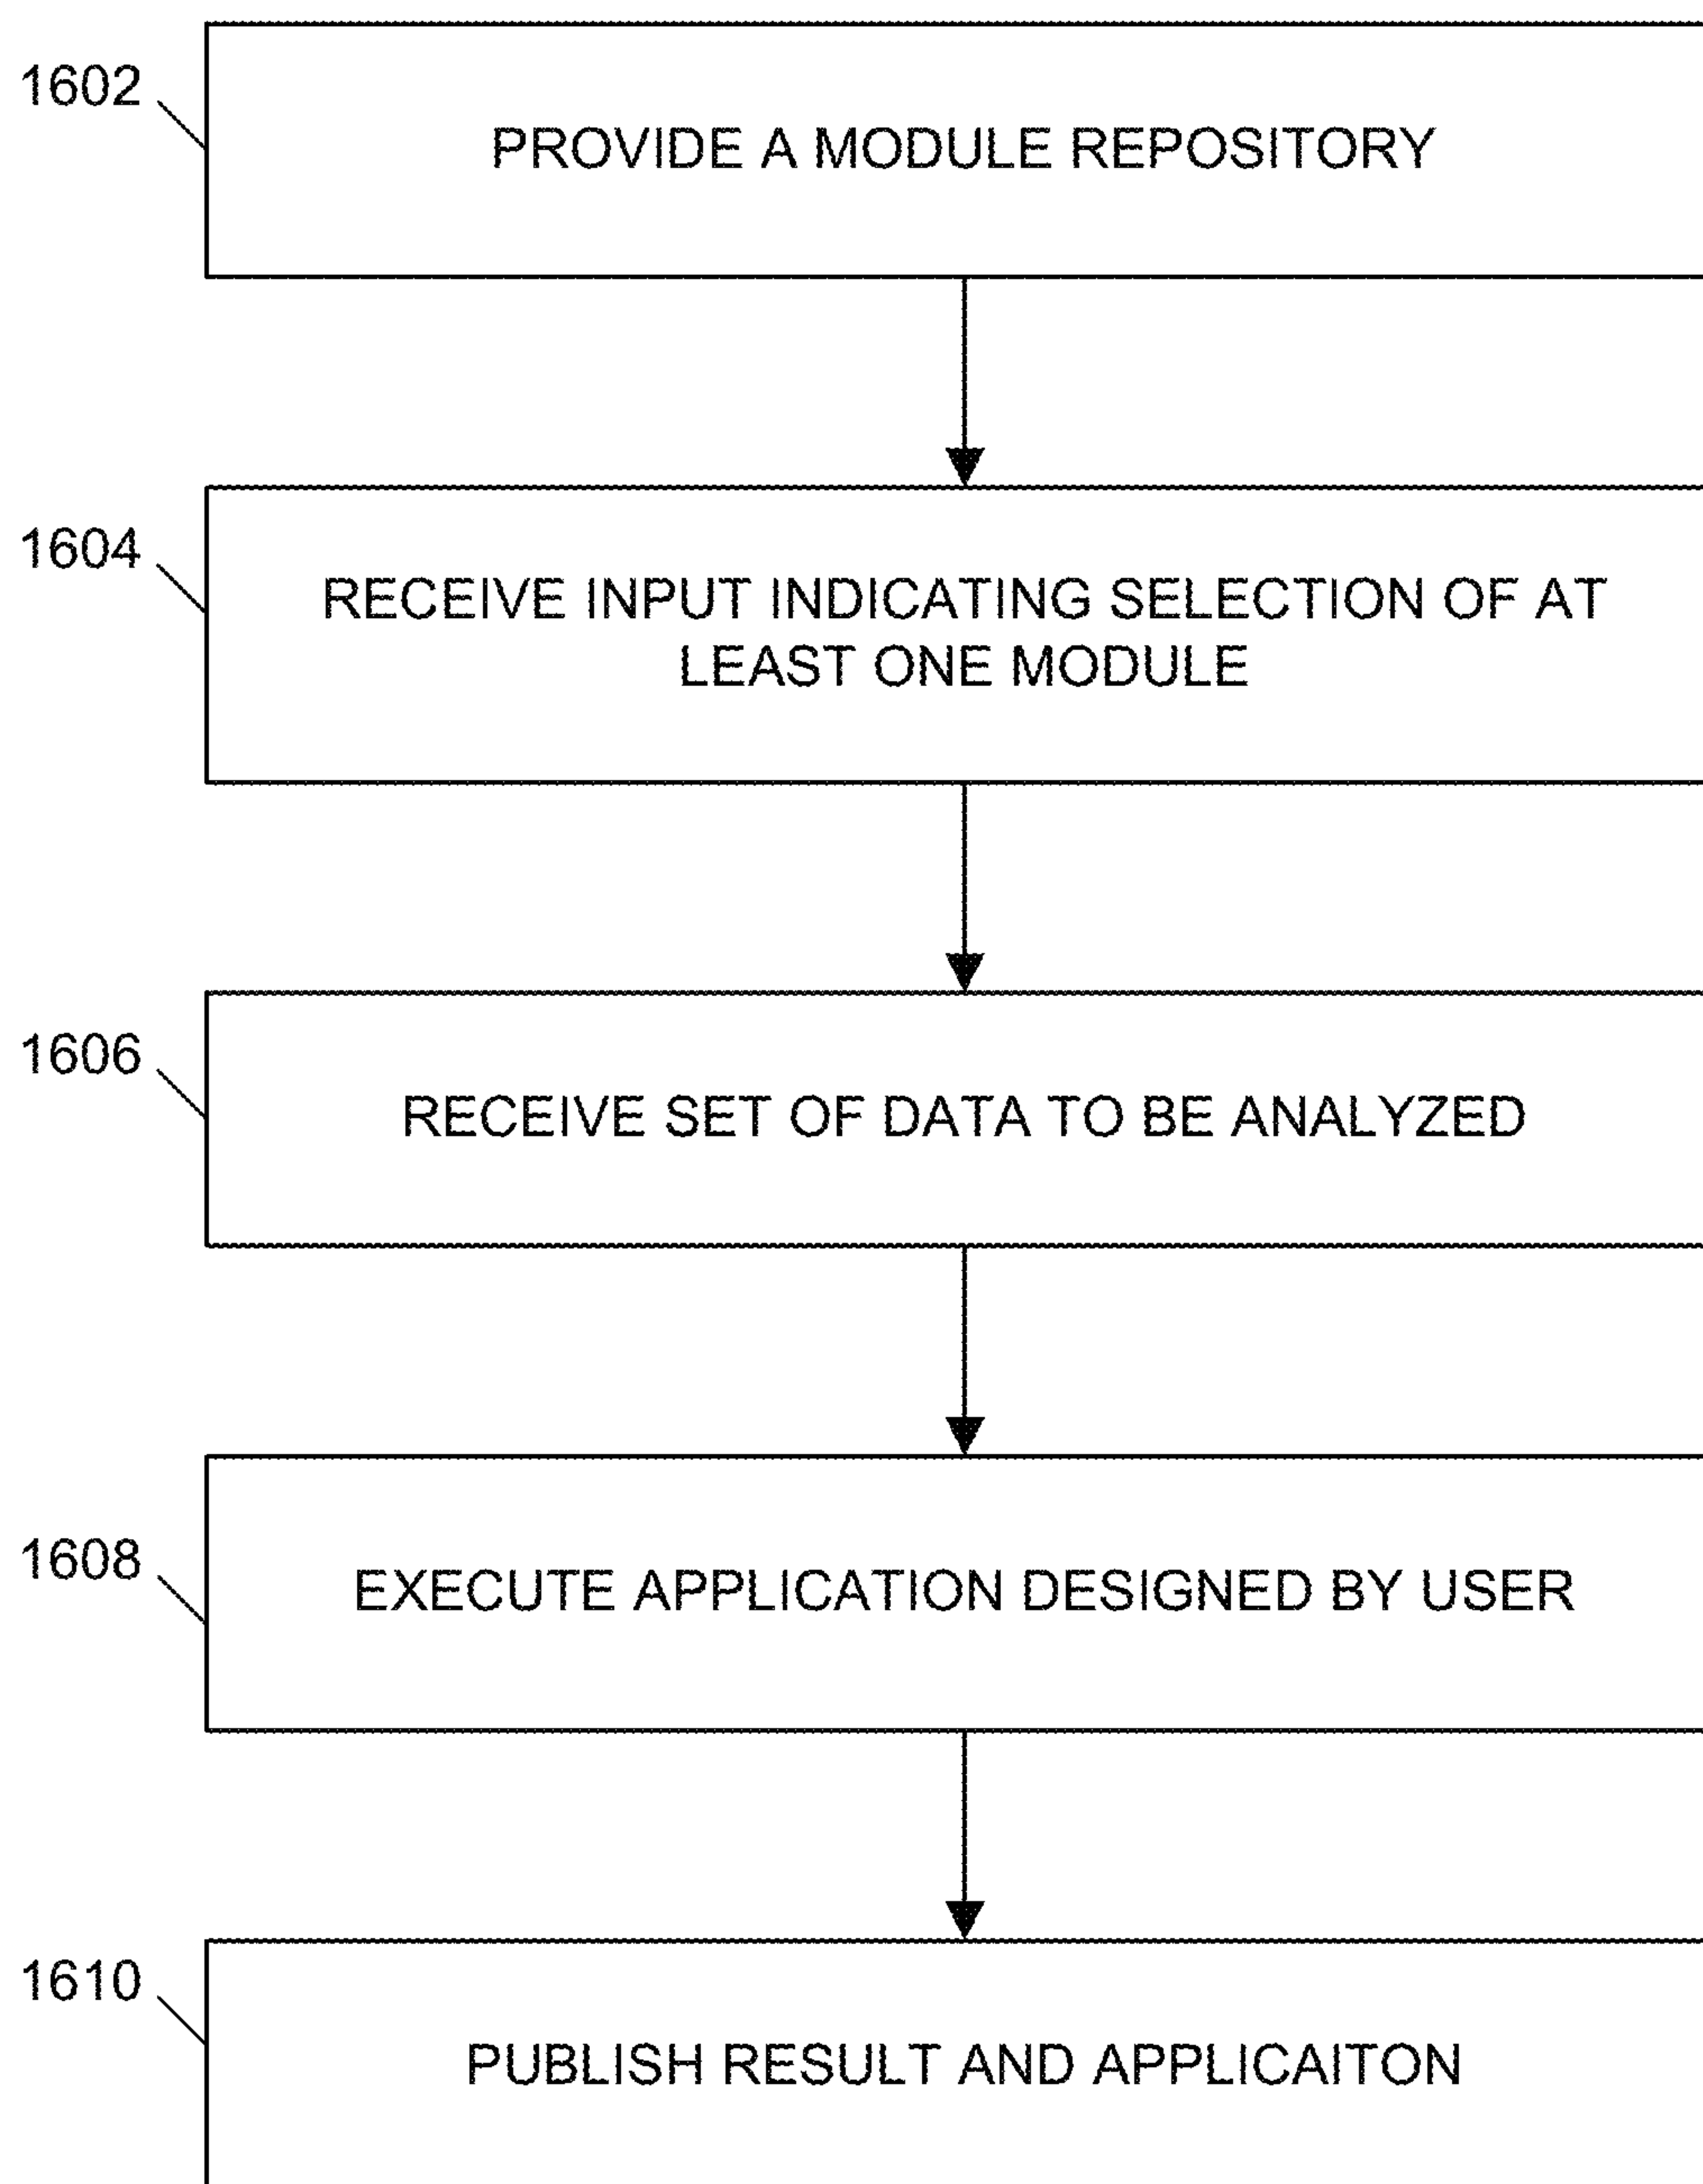 1602
PROVIDE A MODULE REPOSITORY
1604
RECEIVE INPUT INDICATING SELECTION OF AT
LEAST ONE MODULE
1606
RECEIVE SET OF DATA TO BE ANALYZED
1608
EXECUTE APPLICATION DESIGNED BY USER
1610
PUBLISH RESULT AND APPLICAITON